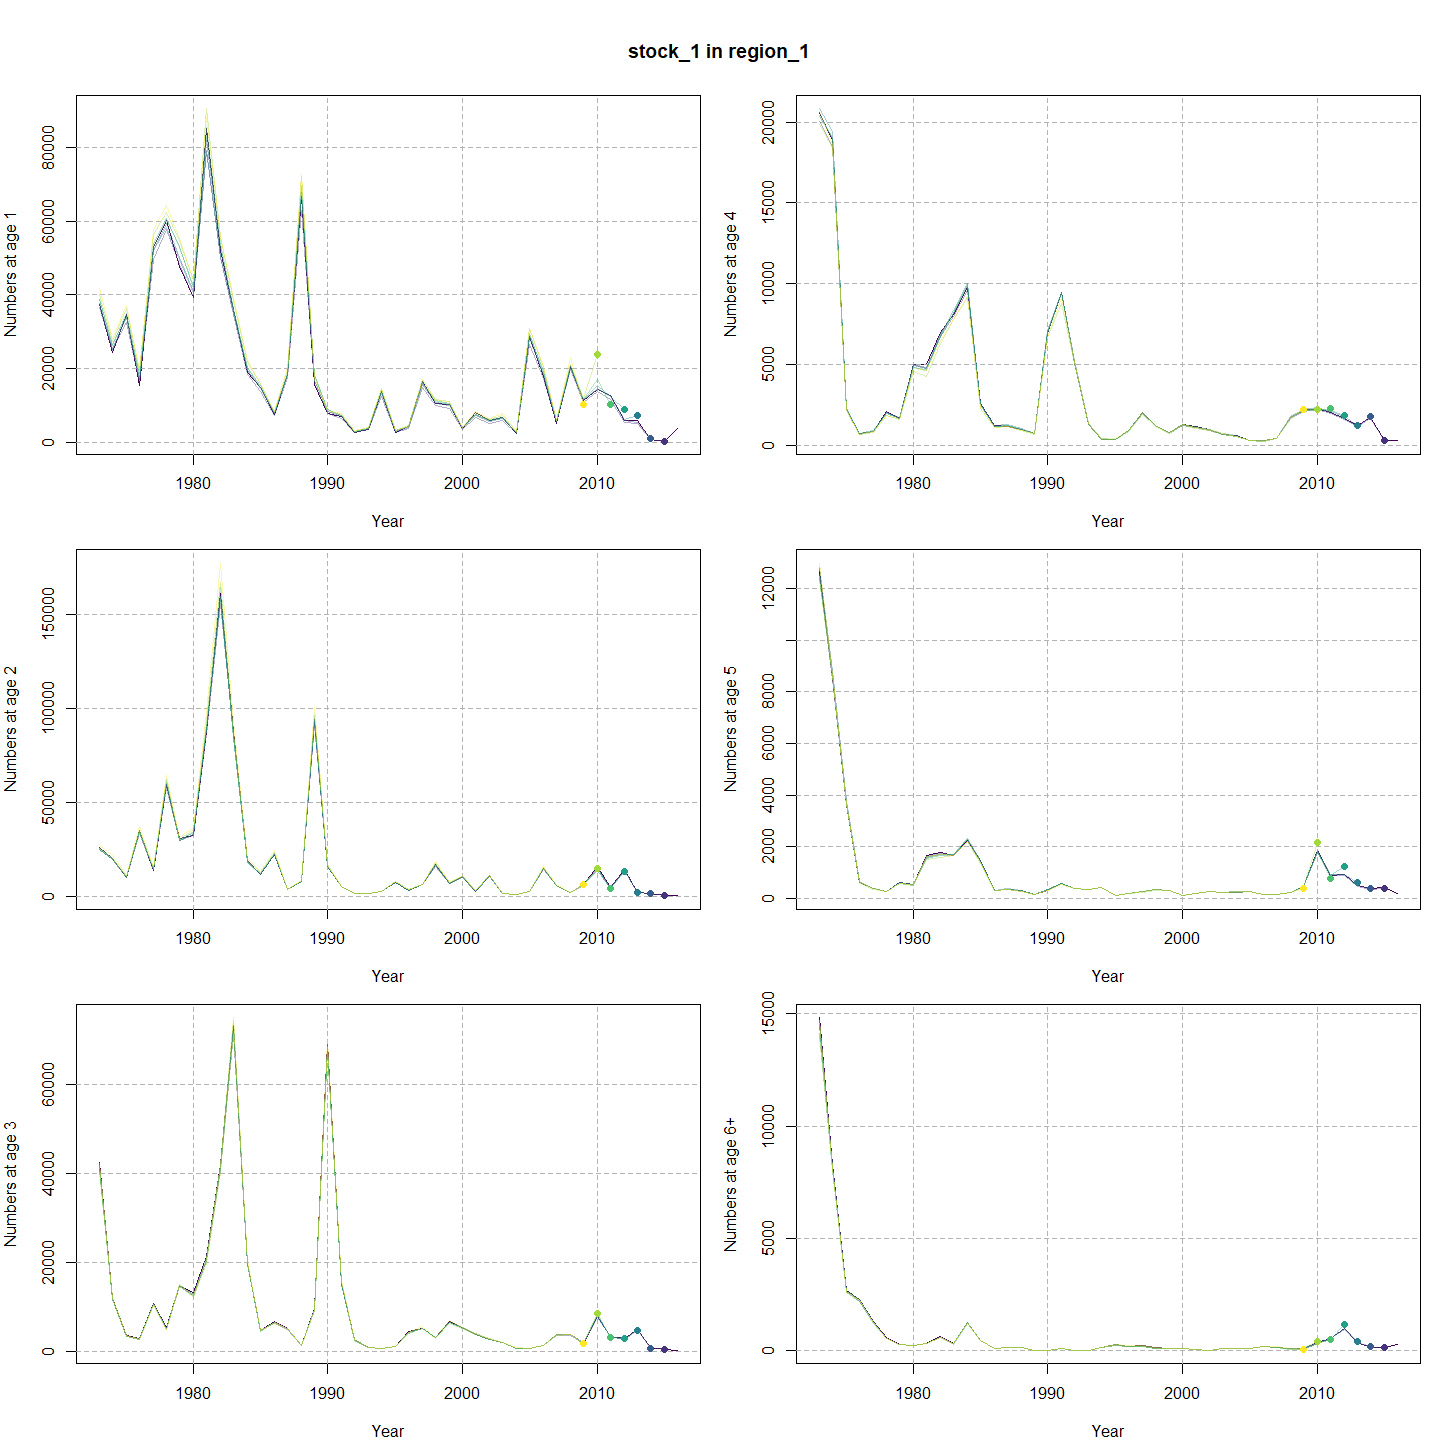 stock_1 in region_1
Numbers at age 1
0 20000 40000 60000 80000
1980 1990 2000 2010
Year
Numbers at age 4
0 5000 10000 15000 20000
1980 1990 2000 2010
Year
Numbers at age 2
0 50000 100000 150000
1980 1990 2000 2010
Year
Numbers at age 5
0 2000 4000 6000 8000 12000
1980 1990 2000 2010
Year
Numbers at age 3
0 20000 40000 60000
1980 1990 2000 2010
Year
Numbers at age 6+
0 5000 10000 15000
1980 1990 2000 2010
Year